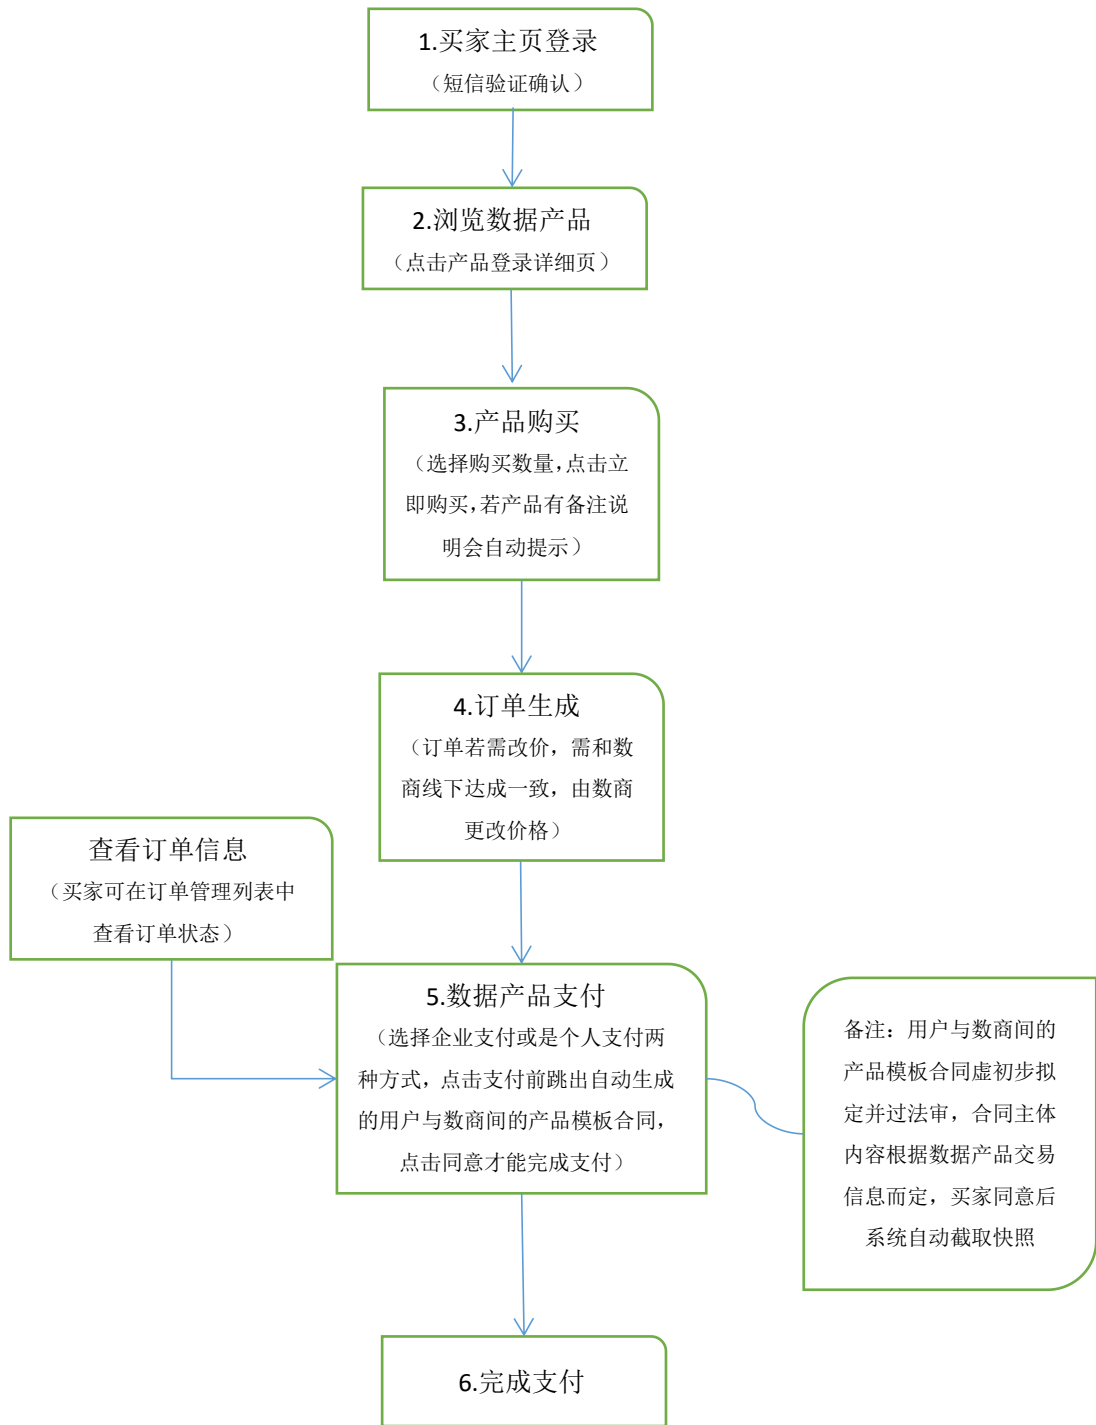 1.买家主页登录
（短信验证确认）
2.浏览数据产品
（点击产品登录详细页）
3.产品购买
（选择购买数量，点击立
即购买，若产品有备注说
明会自动提示）
4.订单生成
（订单若需改价，需和数
商线下达成一致，由数商
更改价格）
查看订单信息
（买家可在订单管理列表中
查看订单状态）
5.数据产品支付
（选择企业支付或是个人支付两
种方式，点击支付前跳出自动生成
的用户与数商间的产品模板合同，
点击同意才能完成支付）
备注：用户与数商间的
产品模板合同虚初步拟
定并过法审，合同主体
内容根据数据产品交易
信息而定，买家同意后
系统自动截取快照
6.完成支付